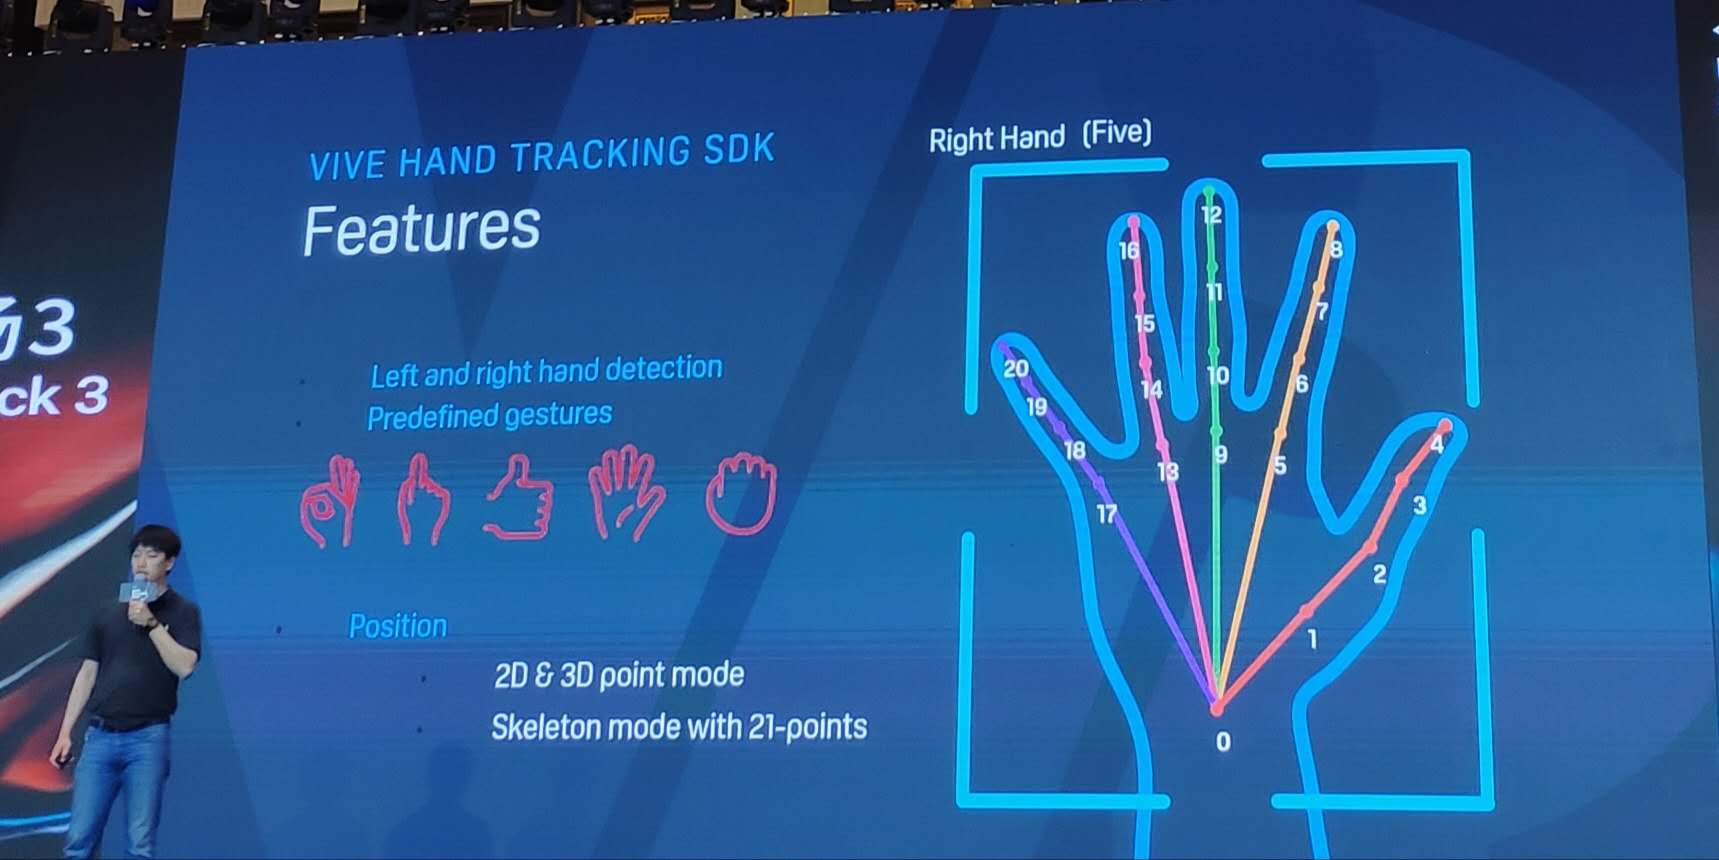 VIVE HAND TRACKING SDK
Features
Left and right hand detection
Predefined gestures
Position
2D & 3D point mode
Skeleton mode with 21-points
Right Hand (Five)
12
16
8
11
7
15
20
10
6
14
19
4
18
9
13
5
3
17
2
1
0
3
ck 3